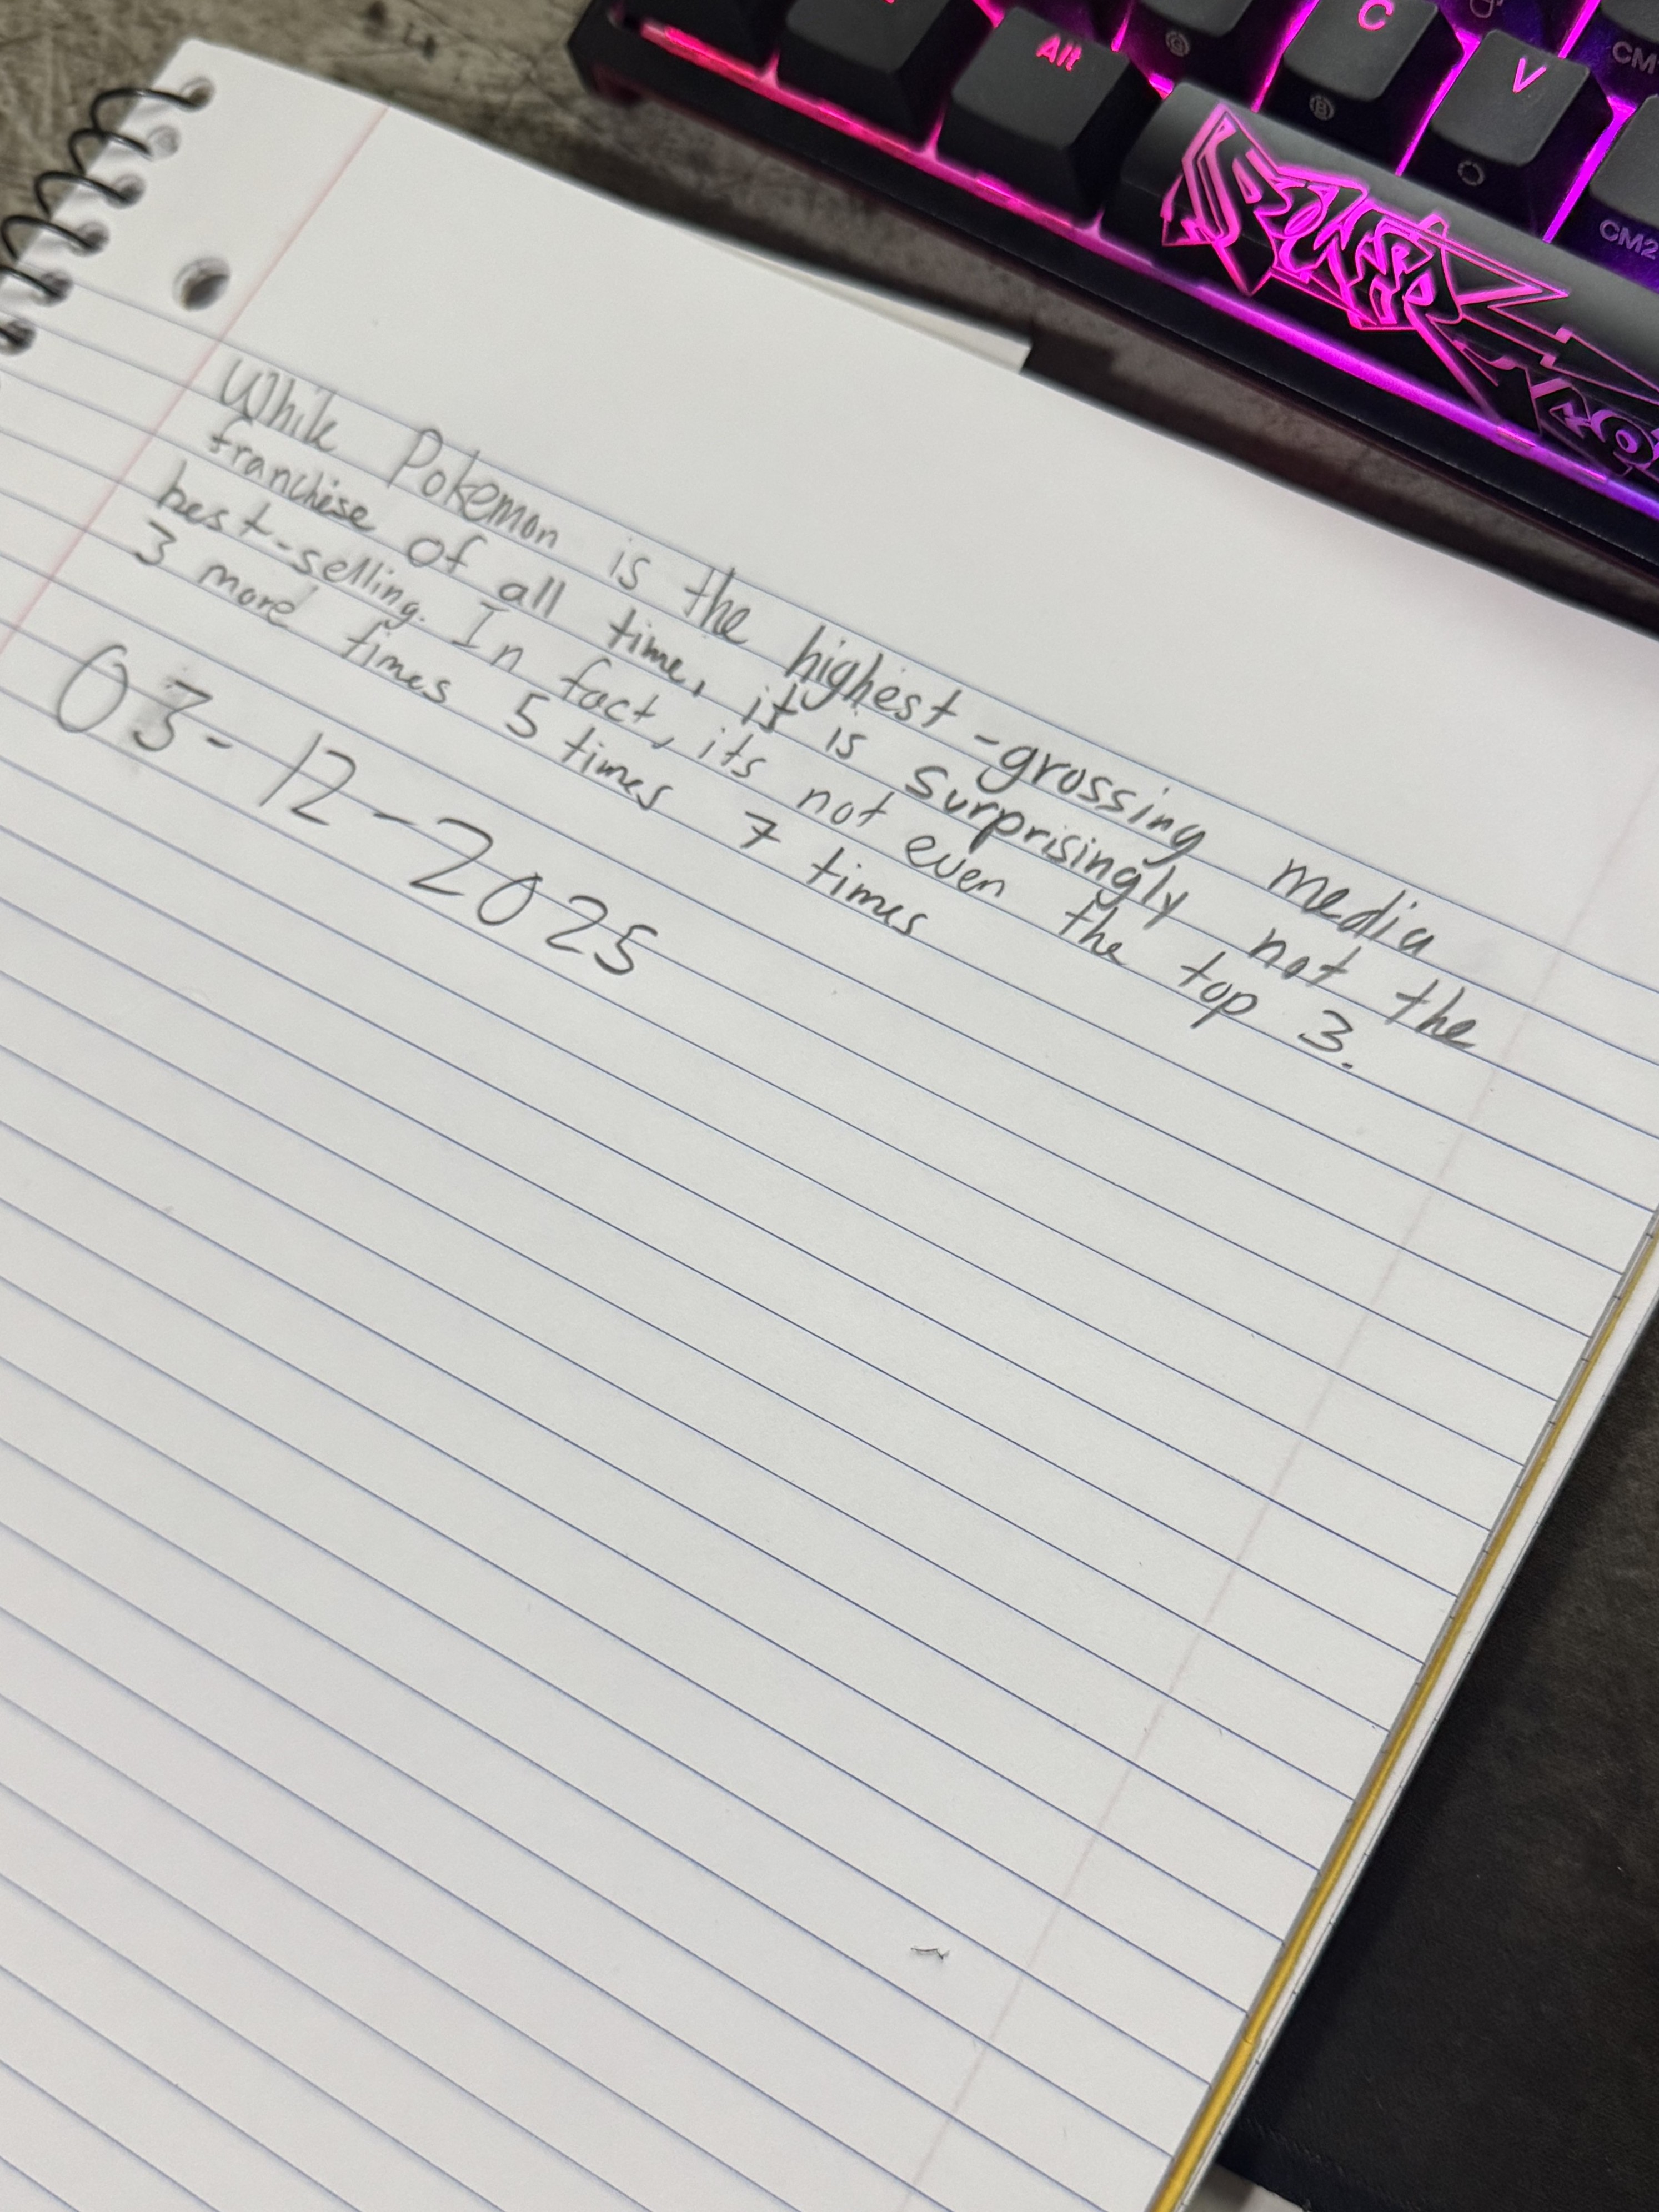 Alt
C
V
CM
CM2
POWER
While Pokemon is the highest-grossing media
franchise of all time, it is surprisingly not the
best-selling. In fact, its not even the top 3.
3 more times 5 times 7 times
03-12-2025